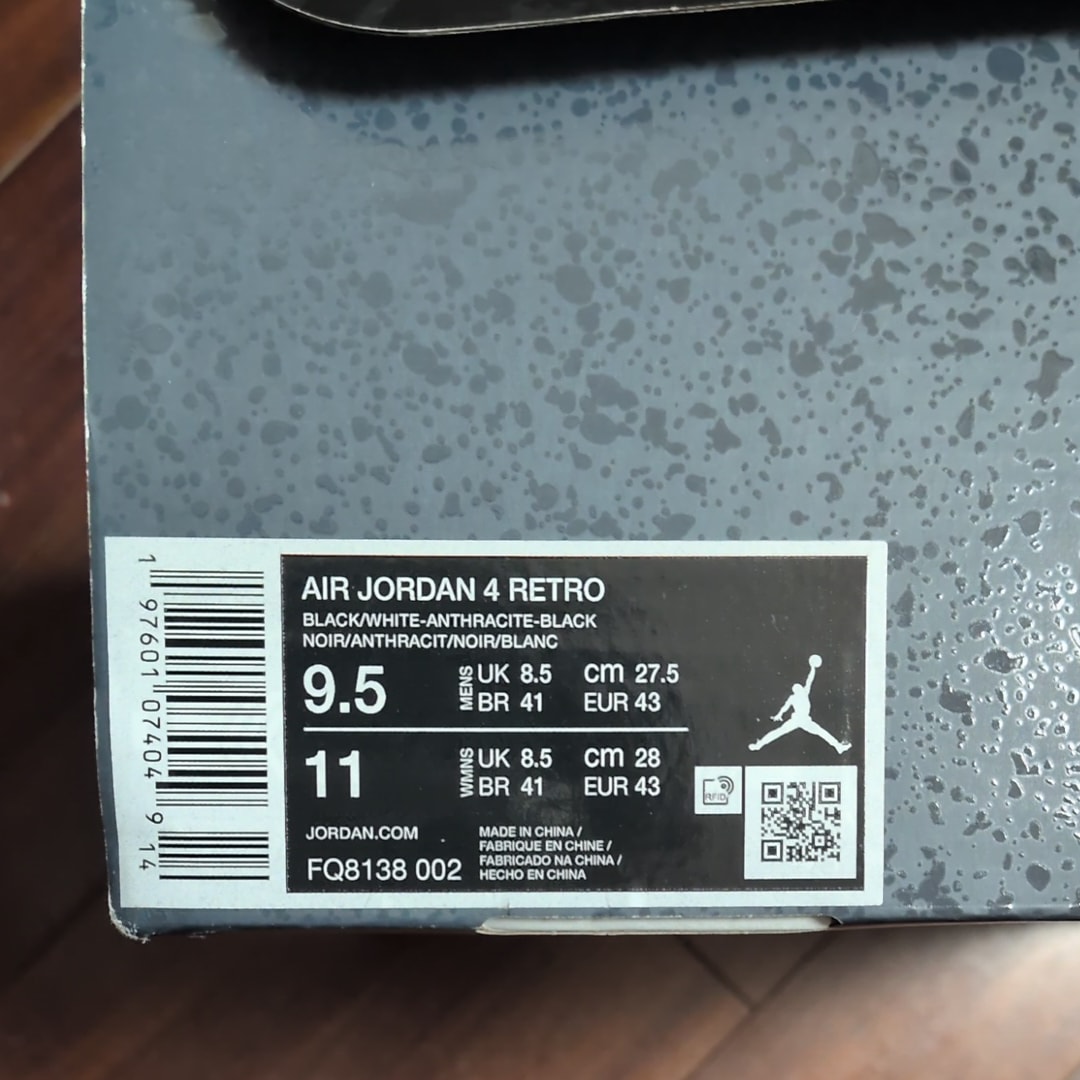 1 97601 07404 9 14
AIR JORDAN 4 RETRO
BLACK/WHITE-ANTHRACITE-BLACK
NOIR/ANTHRACIT/NOIR/BLANC
9.5 MENS UK 8.5 CM 27.5
BR 41 EUR 43
11 WMNS UK 8.5 CM 28
BR 41 EUR 43
RFID
JORDAN.COM
FQ8138 002
MADE IN CHINA /
FABRIQUE EN CHINE /
FABRICADO NA CHINA /
HECHO EN CHINA